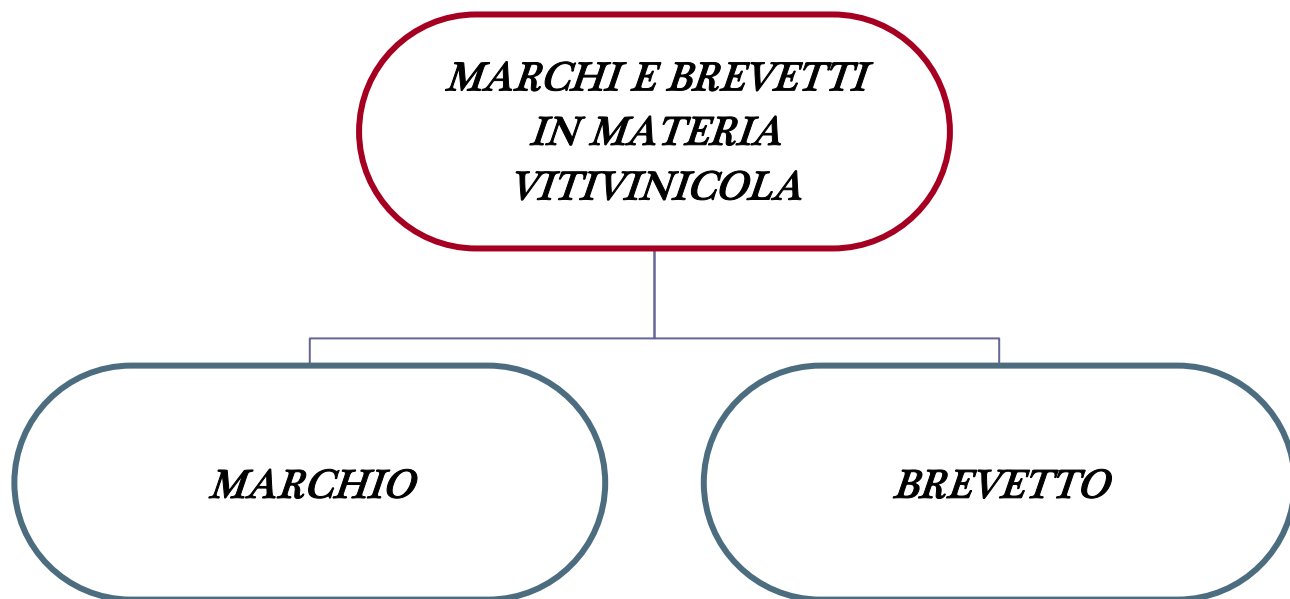 MARCHI E BREVETTI
IN MATERIA
VITIVINICOLA
MARCHIO
BREVETTO